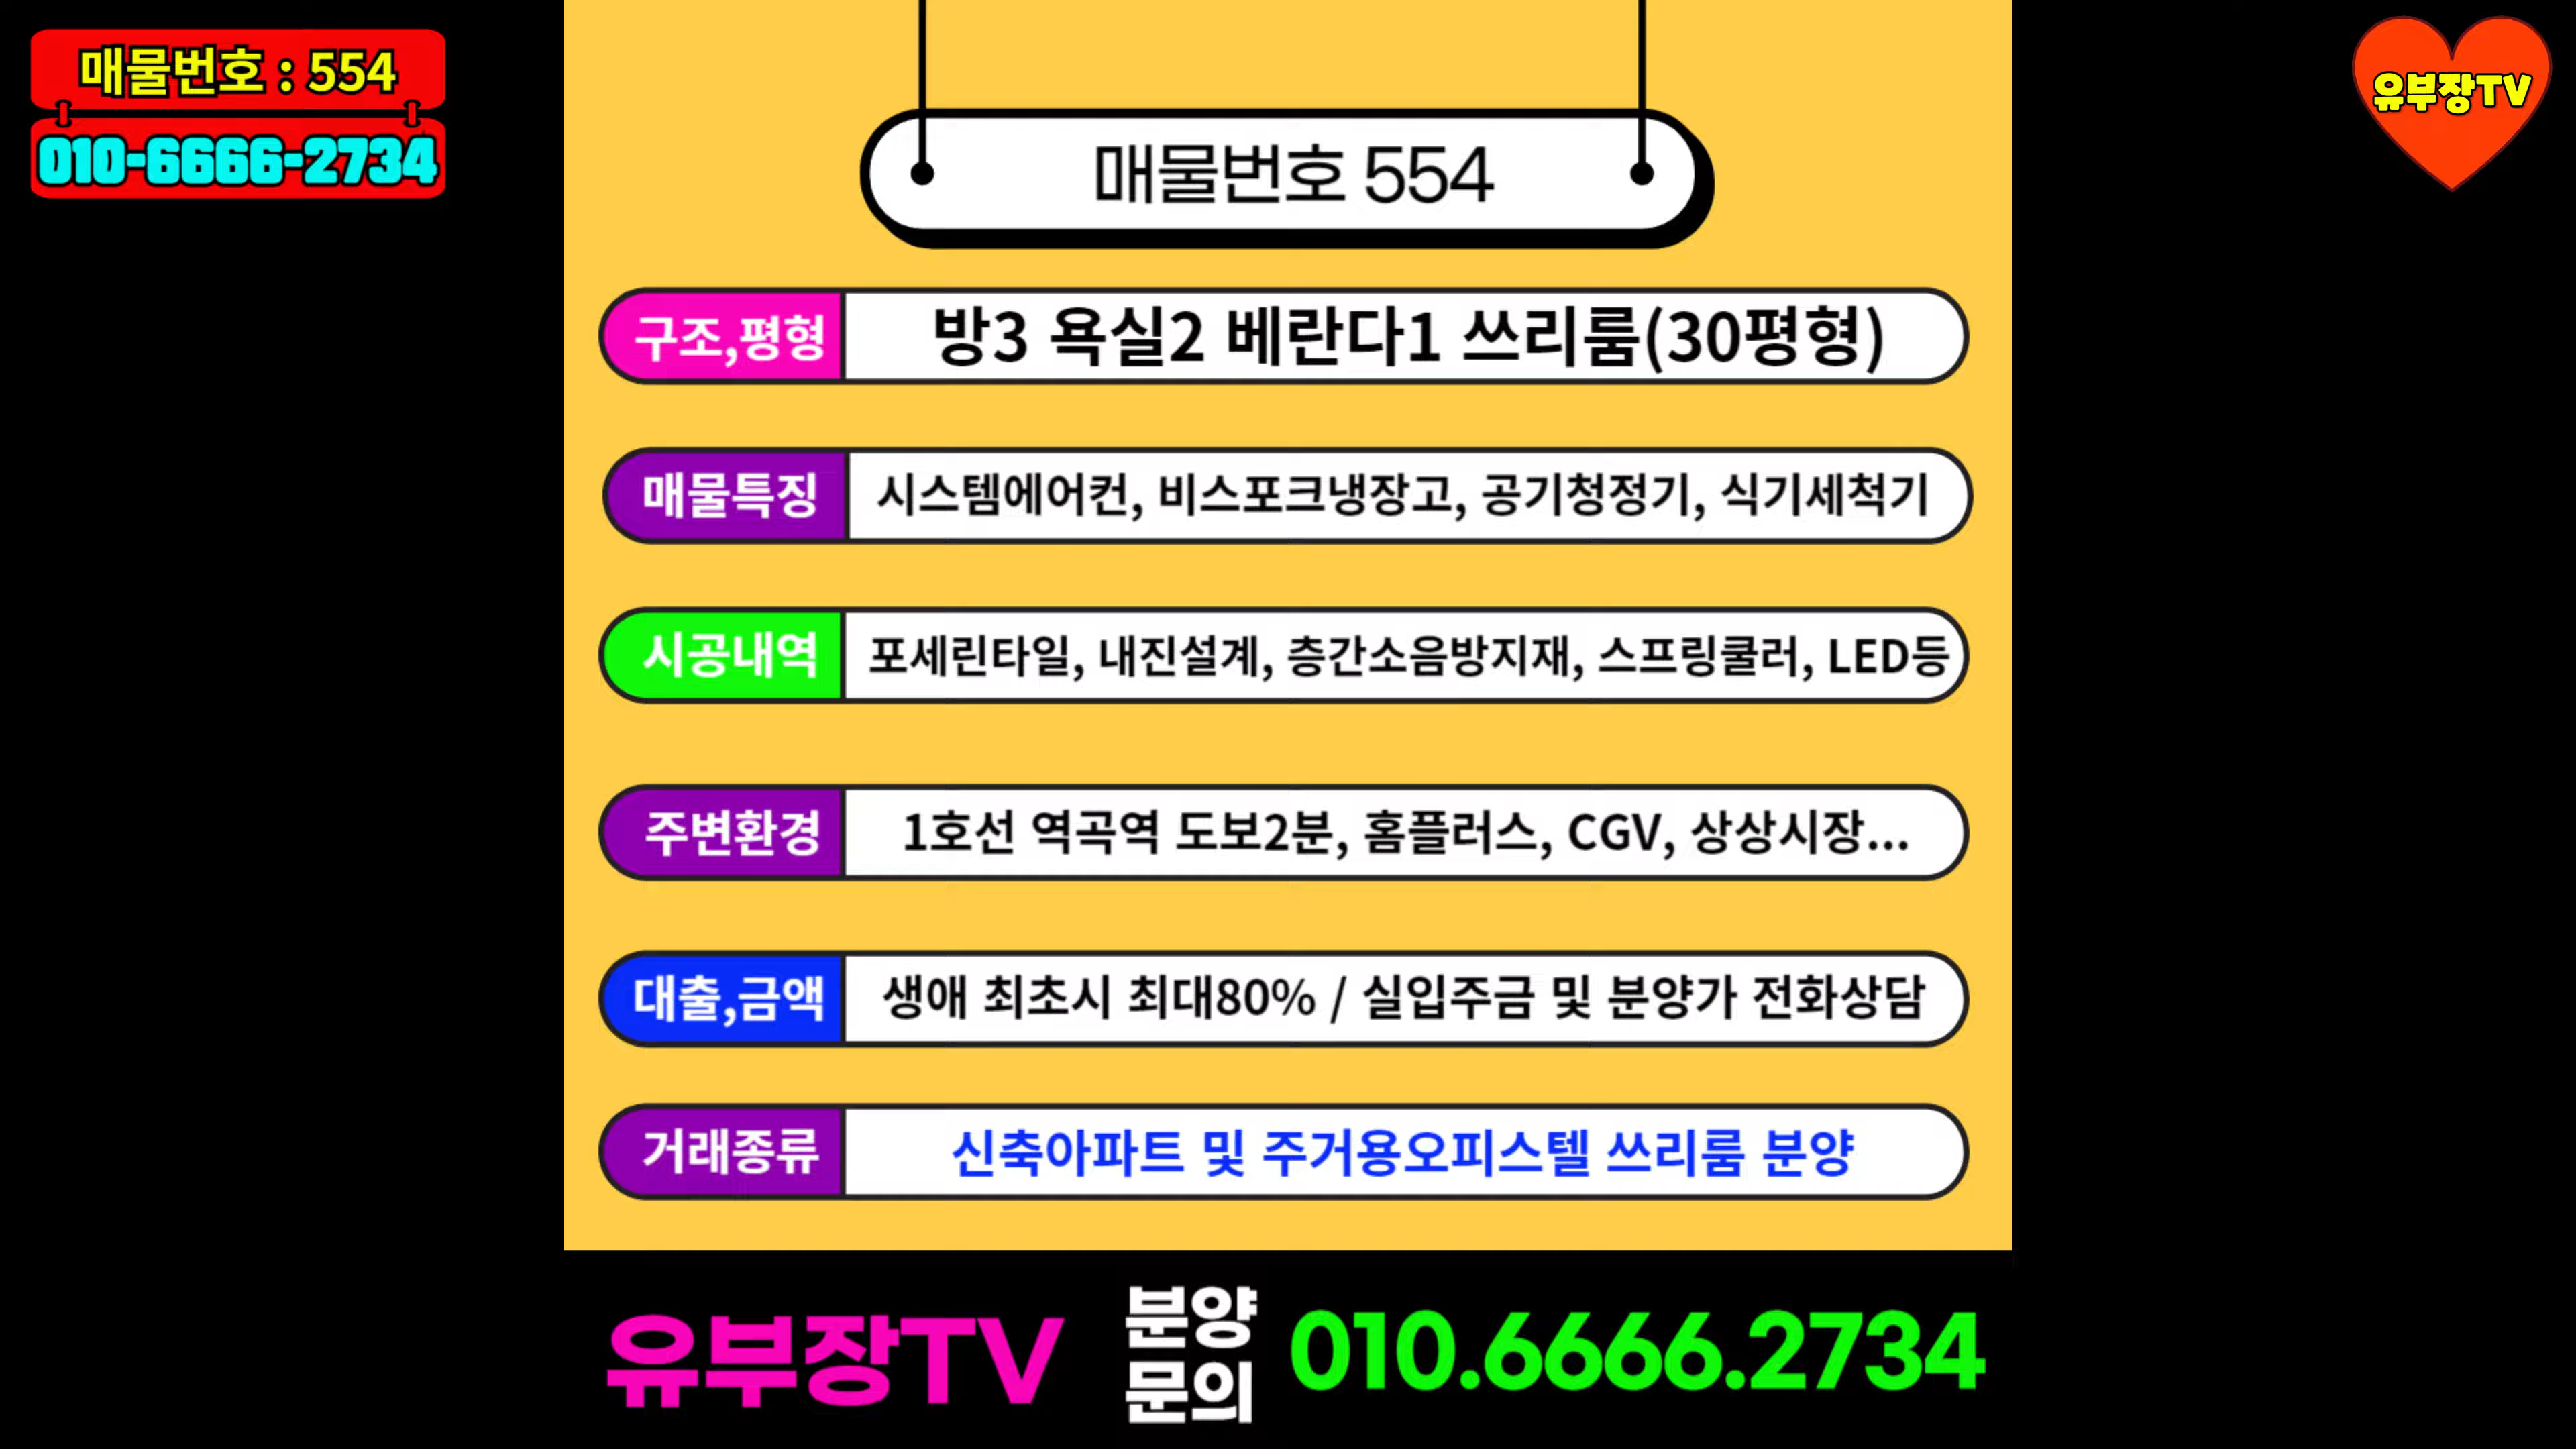 매물번호 : 554
010-6666-2734
유부장TV
매물번호 554
구조,평형 방3 욕실2 베란다1 쓰리룸(30평형)
매물특징 시스템에어컨, 비스포크냉장고, 공기청정기, 식기세척기
시공내역 포세린타일, 내진설계, 층간소음방지재, 스프링쿨러, LED등
주변환경 1호선 역곡역 도보2분, 홈플러스, CGV, 상상시장...
대출,금액 생애 최초시 최대80% / 실입주금 및 분양가 전화상담
거래종류 신축아파트 및 주거용오피스텔 쓰리룸 분양
유부장TV
분양
문의
010.6666.2734